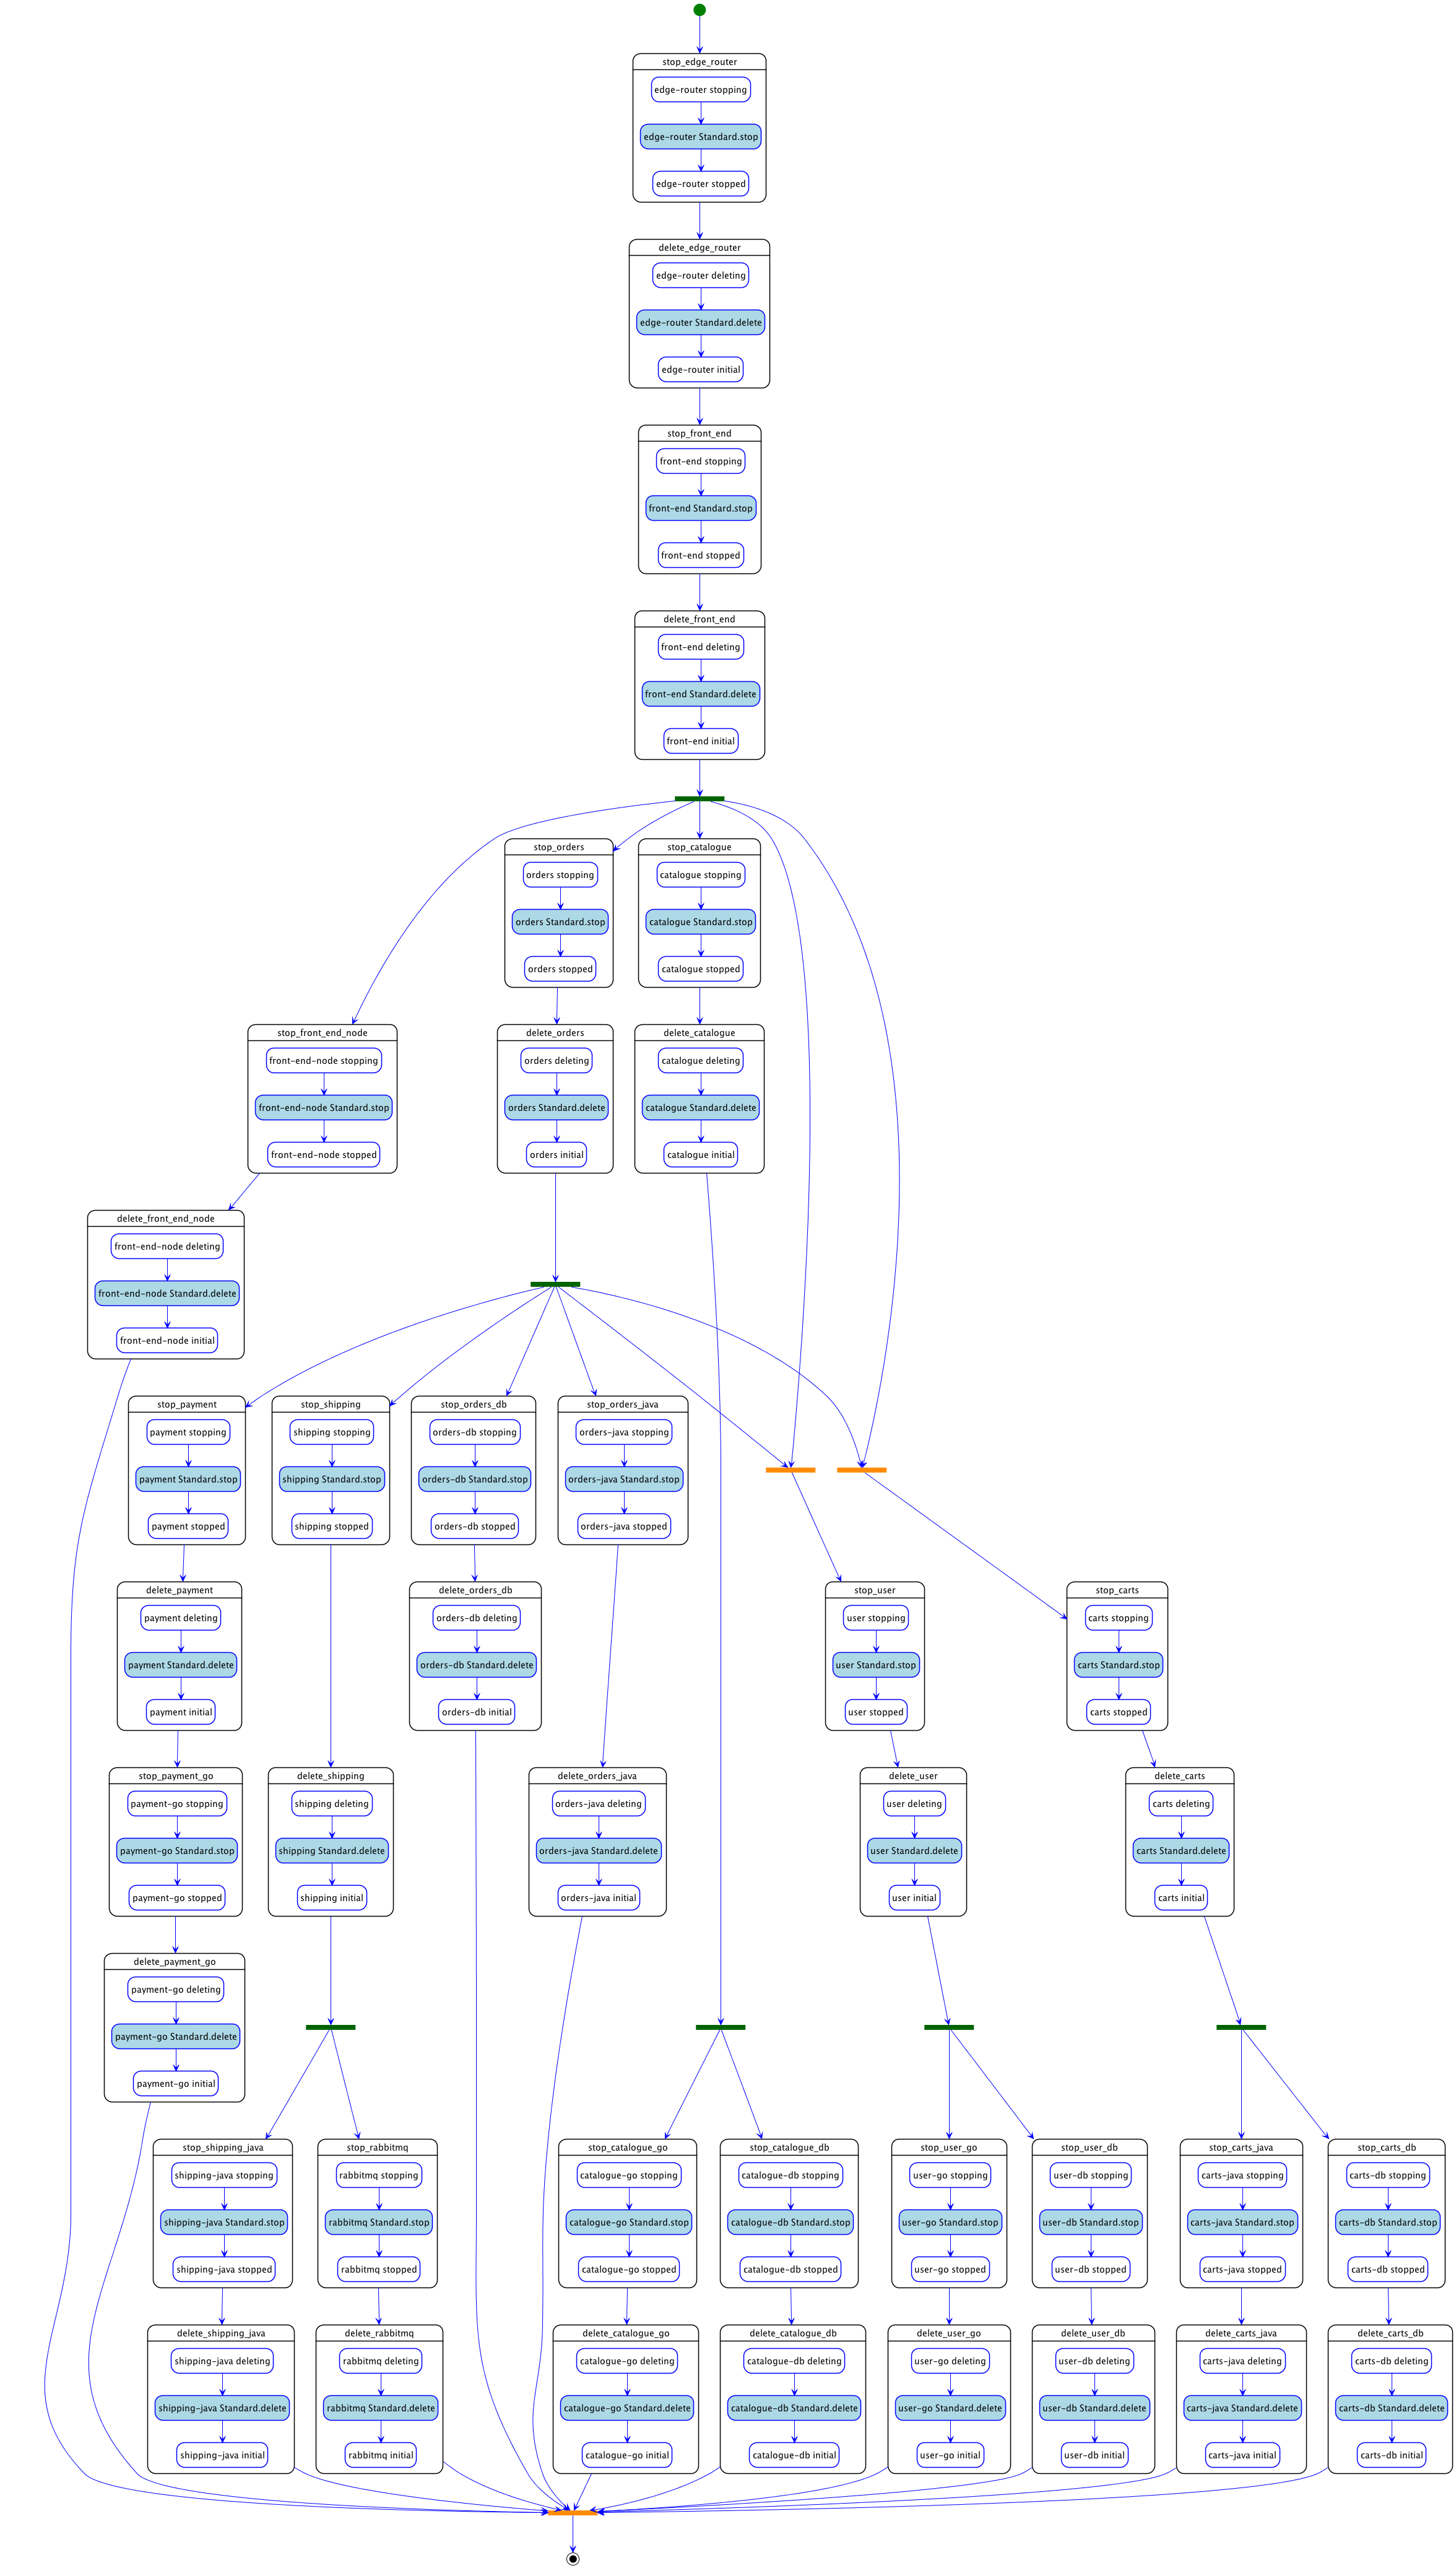 stop_edge_router
edge-router stopping
edge-router Standard.stop
edge-router stopped
delete_edge_router
edge-router deleting
edge-router Standard.delete
edge-router initial
stop_front_end
front-end stopping
front-end Standard.stop
front-end stopped
delete_front_end
front-end deleting
front-end Standard.delete
front-end initial
stop_orders
orders stopping
orders Standard.stop
orders stopped
stop_catalogue
catalogue stopping
catalogue Standard.stop
catalogue stopped
stop_front_end_node
front-end-node stopping
front-end-node Standard.stop
front-end-node stopped
delete_orders
orders deleting
orders Standard.delete
orders initial
delete_catalogue
catalogue deleting
catalogue Standard.delete
catalogue initial
delete_front_end_node
front-end-node deleting
front-end-node Standard.delete
front-end-node initial
stop_payment
payment stopping
payment Standard.stop
payment stopped
stop_shipping
shipping stopping
shipping Standard.stop
shipping stopped
stop_orders_db
orders-db stopping
orders-db Standard.stop
orders-db stopped
stop_orders_java
orders-java stopping
orders-java Standard.stop
orders-java stopped
delete_payment
payment deleting
payment Standard.delete
payment initial
delete_orders_db
orders-db deleting
orders-db Standard.delete
orders-db initial
stop_user
user stopping
user Standard.stop
user stopped
stop_carts
carts stopping
carts Standard.stop
carts stopped
stop_payment_go
payment-go stopping
payment-go Standard.stop
payment-go stopped
delete_shipping
shipping deleting
shipping Standard.delete
shipping initial
delete_orders_java
orders-java deleting
orders-java Standard.delete
orders-java initial
delete_user
user deleting
user Standard.delete
user initial
delete_carts
carts deleting
carts Standard.delete
carts initial
delete_payment_go
payment-go deleting
payment-go Standard.delete
payment-go initial
stop_shipping_java
shipping-java stopping
shipping-java Standard.stop
shipping-java stopped
stop_rabbitmq
rabbitmq stopping
rabbitmq Standard.stop
rabbitmq stopped
stop_catalogue_go
catalogue-go stopping
catalogue-go Standard.stop
catalogue-go stopped
stop_catalogue_db
catalogue-db stopping
catalogue-db Standard.stop
catalogue-db stopped
stop_user_go
user-go stopping
user-go Standard.stop
user-go stopped
stop_user_db
user-db stopping
user-db Standard.stop
user-db stopped
stop_carts_java
carts-java stopping
carts-java Standard.stop
carts-java stopped
stop_carts_db
carts-db stopping
carts-db Standard.stop
carts-db stopped
delete_shipping_java
shipping-java deleting
shipping-java Standard.delete
shipping-java initial
delete_rabbitmq
rabbitmq deleting
rabbitmq Standard.delete
rabbitmq initial
delete_catalogue_go
catalogue-go deleting
catalogue-go Standard.delete
catalogue-go initial
delete_catalogue_db
catalogue-db deleting
catalogue-db Standard.delete
catalogue-db initial
delete_user_go
user-go deleting
user-go Standard.delete
user-go initial
delete_user_db
user-db deleting
user-db Standard.delete
user-db initial
delete_carts_java
carts-java deleting
carts-java Standard.delete
carts-java initial
delete_carts_db
carts-db deleting
carts-db Standard.delete
carts-db initial